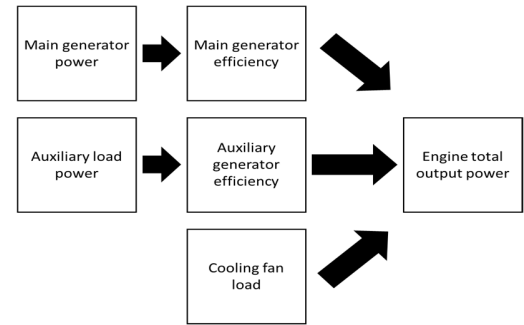 Main generator
power
Main generator
efficiency
Auxiliary load
power
Auxiliary
generator
efficiency
Engine total
output power
Cooling fan
load